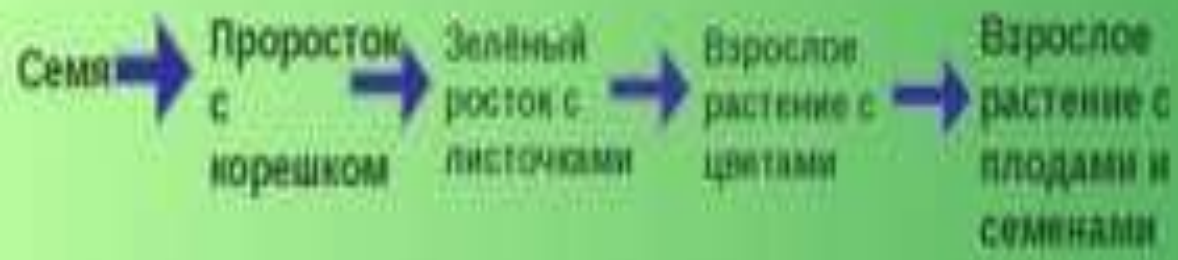 Семя
Проросток
с
корешком
Зелёный
росток с
листочками
Взрослое
растение с
цветами
Взрослое
растение с
плодами и
семенами